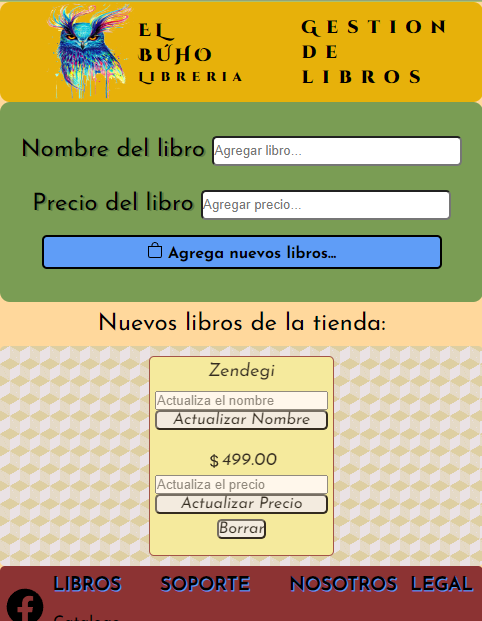 El
Búho
Libreria
Gestion
de
libros
Nombre del libro Agregar libro...
Precio del libro Agregar precio...
Agrega nuevos libros...
Nuevos libros de la tienda:
Zendegi
Actualiza el nombre
Actualizar Nombre
$ 499.00
Actualiza el precio
Actualizar Precio
Borrar
LIBROS SOPORTE NOSOTROS LEGAL
Catalogo